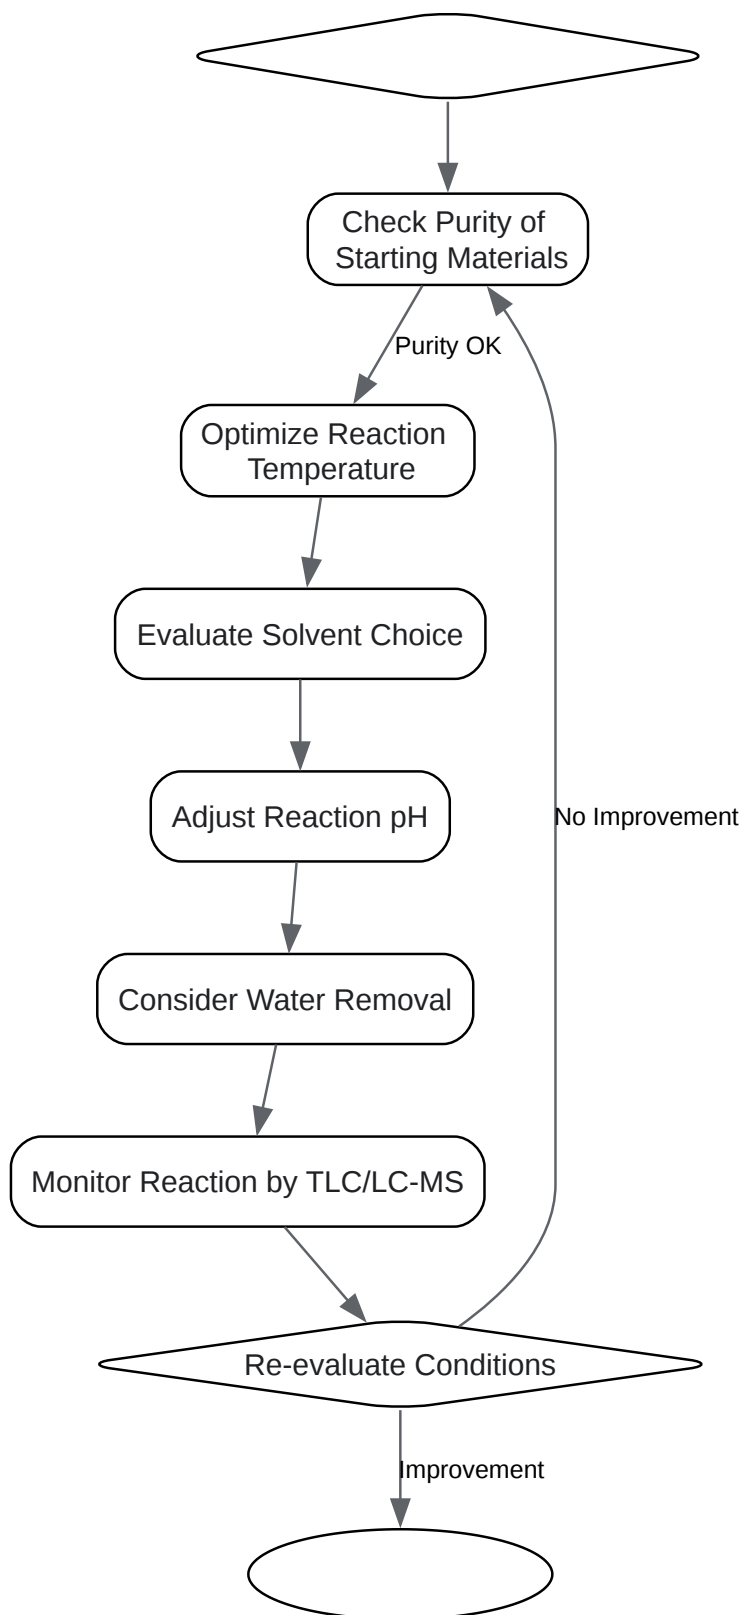 Check Purity of
Starting Materials
Purity OK
Optimize Reaction
Temperature
Evaluate Solvent Choice
Adjust Reaction pH
No Improvement
Consider Water Removal
Monitor Reaction by TLC/LC-MS
Re-evaluate Conditions
Improvement